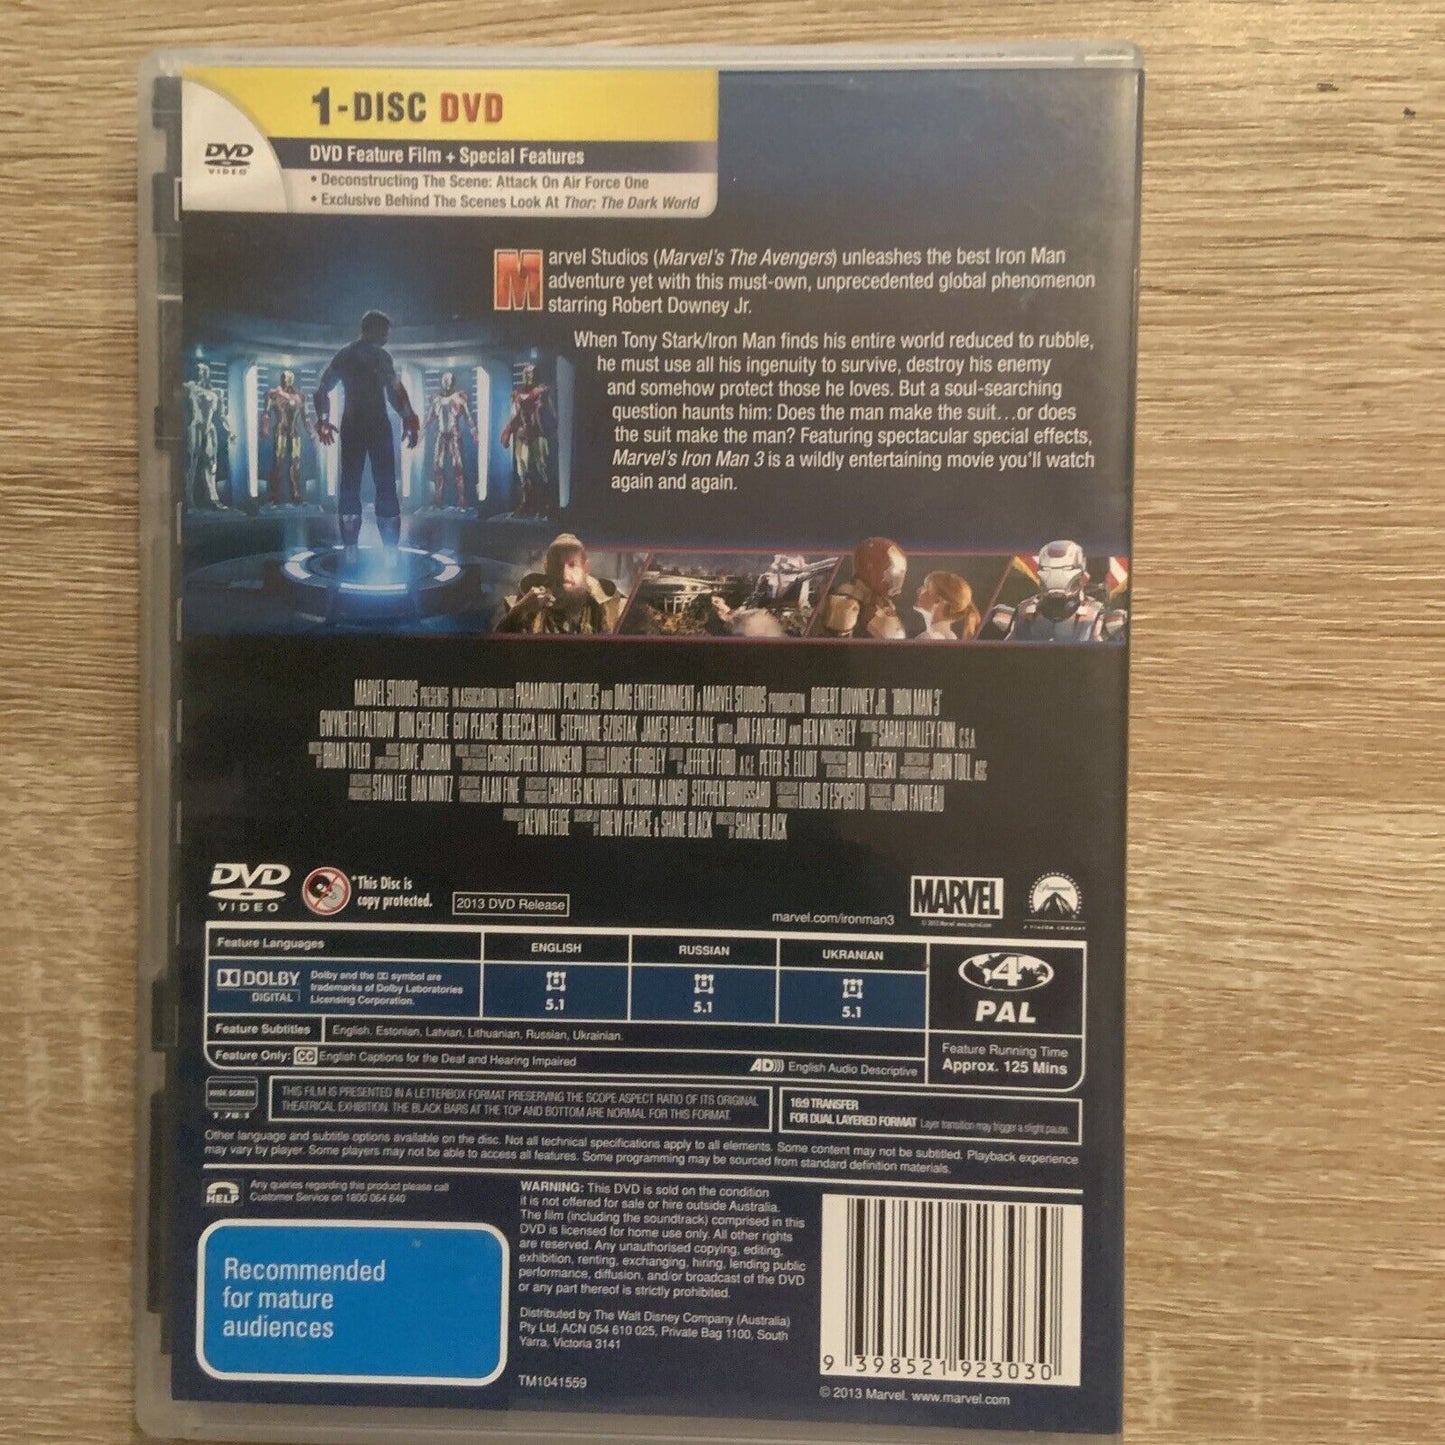 1-DISC DVD
DVD VIDEO
DVD Feature Film + Special Features
• Deconstructing The Scene: Attack On Air Force One
• Exclusive Behind The Scenes Look At Thor: The Dark World
Marvel Studios (Marvel's The Avengers) unleashes the best Iron Man
adventure yet with this must-own, unprecedented global phenomenon
starring Robert Downey Jr.
When Tony Stark/Iron Man finds his entire world reduced to rubble,
he must use all his ingenuity to survive, destroy his enemy
and somehow protect those he loves. But a soul-searching
question haunts him: Does the man make the suit...or does
the suit make the man? Featuring spectacular special effects,
Marvel's Iron Man 3 is a wildly entertaining movie you'll watch
again and again.
MARVEL STUDIOS PRESENTS IN ASSOCIATION WITH PARAMOUNT PICTURES AND DMG ENTERTAINMENT A MARVEL STUDIOS PRODUCTION ROBERT DOWNEY JR. "IRON MAN 3"
GWYNETH PALTROW DON CHEADLE GUY PEARCE REBECCA HALL STEPHANIE SZOSTAK JAMES BADGE DALE WITH JON FAVREAU AND BEN KINGSLEY SARAH HALLEY FINN, C.S.A.
BRIAN TYLER DAVE JORDAN CHRISTOPHER TOWNSEND LOUISE FROGLEY JEFFREY FORD, A.C.E. PETER S. ELLIOT BILL BRZESKI JOHN TOLL, ASC
STAN LEE DAN MINTZ ALAN FINE CHARLES NEWIRTH VICTORIA ALONSO STEPHEN BROUSSARD LOUIS D'ESPOSITO JON FAVREAU
KEVIN FEIGE DREW PEARCE & SHANE BLACK SHANE BLACK
DVD VIDEO
*This Disc is
copy protected.
2013 DVD Release
marvel.com/ironman3
MARVEL
Paramount
A VIACOM COMPANY
Feature Languages
ENGLISH RUSSIAN UKRANIAN
DOLBY DIGITAL
Dolby and the symbol are
trademarks of Dolby Laboratories
Licensing Corporation.
5.1 5.1 5.1
4
PAL
Feature Subtitles English, Estonian, Latvian, Lithuanian, Russian, Ukrainian.
Feature Only: CC English Captions for the Deaf and Hearing Impaired
AD))) English Audio Descriptive
Feature Running Time
Approx. 125 Mins
WIDE SCREEN
1.78:1
THIS FILM IS PRESENTED IN A LETTERBOX FORMAT PRESERVING THE SCOPE ASPECT RATIO OF ITS ORIGINAL
THEATRICAL EXHIBITION. THE BLACK BARS AT THE TOP AND BOTTOM ARE NORMAL FOR THIS FORMAT.
16:9 TRANSFER
FOR DUAL LAYERED FORMAT Layer transition may trigger a slight pause.
Other language and subtitle options available on the disc. Not all technical specifications apply to all elements. Some content may not be subtitled. Playback experience
may vary by player. Some players may not be able to access all features. Some programming may be sourced from standard definition materials.
HELP
Any queries regarding this product please call
Customer Service on 1800 064 640
Recommended
for mature
audiences
WARNING: This DVD is sold on the condition
it is not offered for sale or hire outside Australia.
The film (including the soundtrack) comprised in this
DVD is licensed for home use only. All other rights
are reserved. Any unauthorised copying, editing,
exhibition, renting, exchanging, hiring, lending public
performance, diffusion, and/or broadcast of the DVD
or any part thereof is strictly prohibited.
Distributed by The Walt Disney Company (Australia)
Pty Ltd, ACN 054 610 025, Private Bag 1100, South
Yarra, Victoria 3141
TM1041559
9 398521 923030
© 2013 Marvel. www.marvel.com